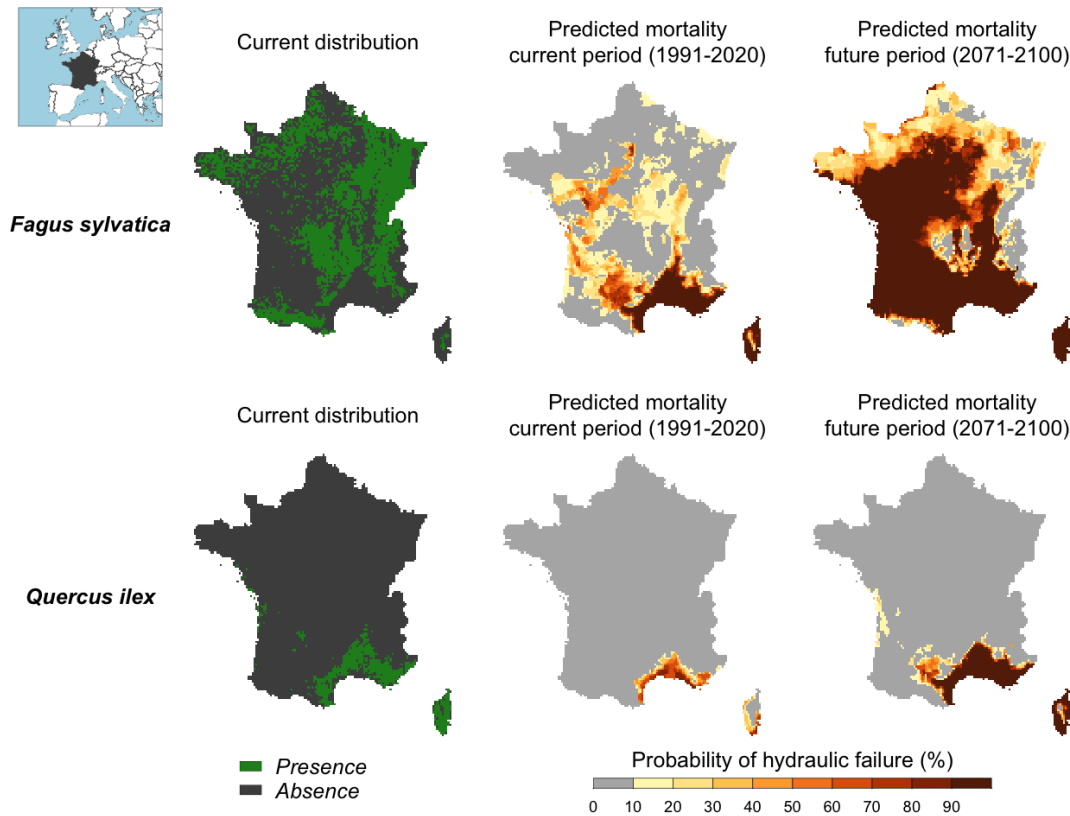 Current distribution
Predicted mortality
current period (1991-2020)
Predicted mortality
future period (2071-2100)
Fagus sylvatica
Current distribution
Predicted mortality
current period (1991-2020)
Predicted mortality
future period (2071-2100)
Quercus ilex
Presence
Absence
Probability of hydraulic failure (%)
0 10 20 30 40 50 60 70 80 90